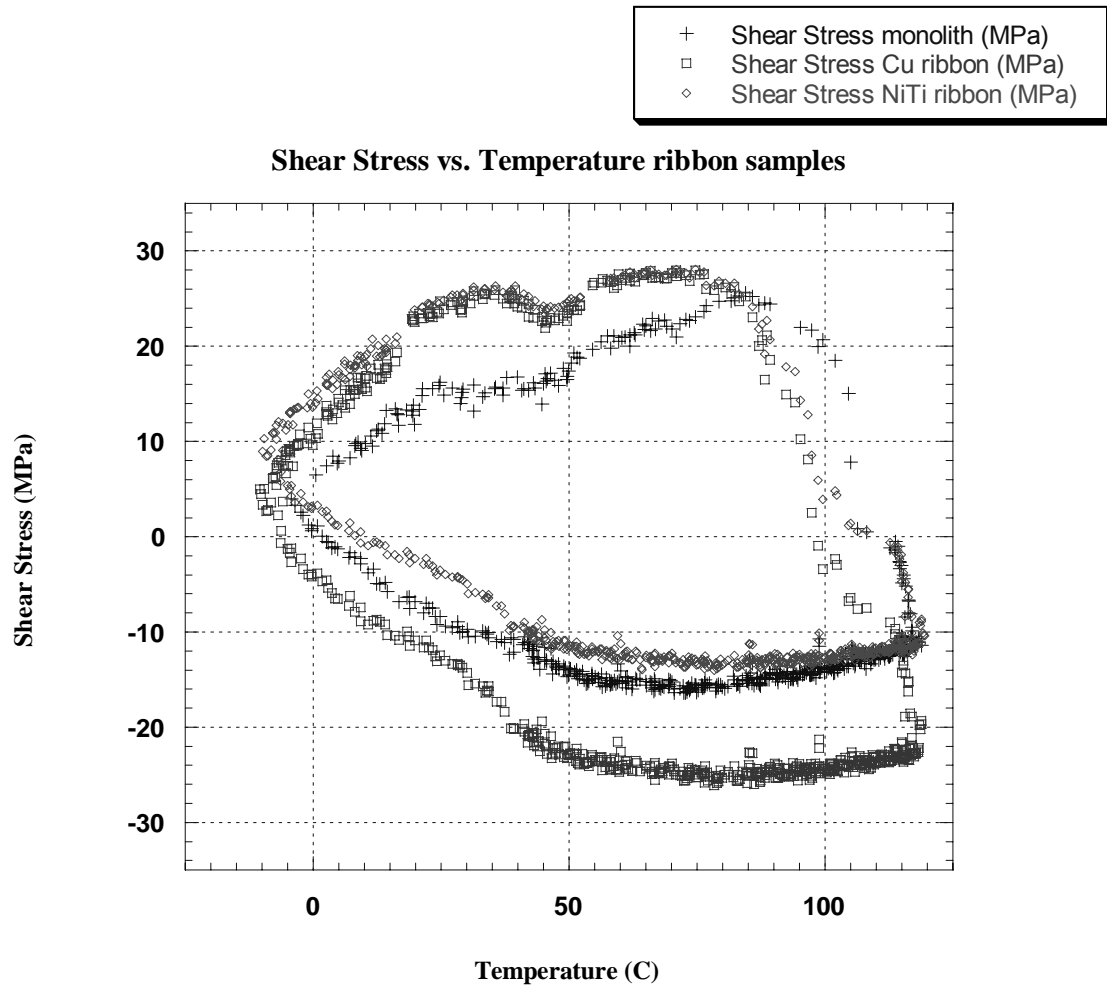 Shear Stress monolith (MPa)
Shear Stress Cu ribbon (MPa)
Shear Stress NiTi ribbon (MPa)
Shear Stress vs. Temperature ribbon samples
30
20
10
0
-10
-20
-30
Shear Stress (MPa)
0 50 100
Temperature (C)